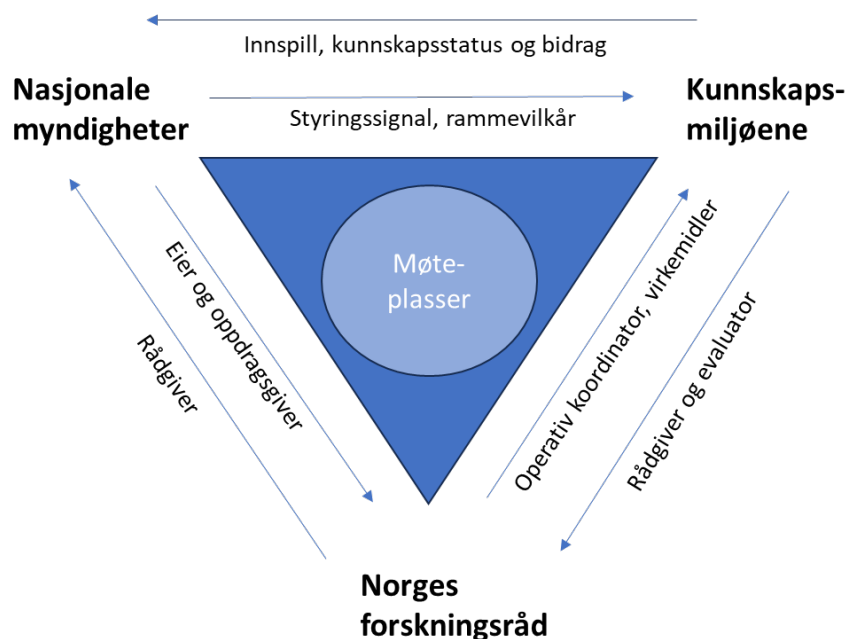 Innspill, kunnskapsstatus og bidrag
Nasjonale
myndigheter
Styringssignal, rammevilkår
Kunnskaps-
miljøene
Møte-
plasser
Eier og oppdragsgiver
Rådgiver
Operativ koordinator, virkemidler
Rådgiver og evaluator
Norges
forskningsråd